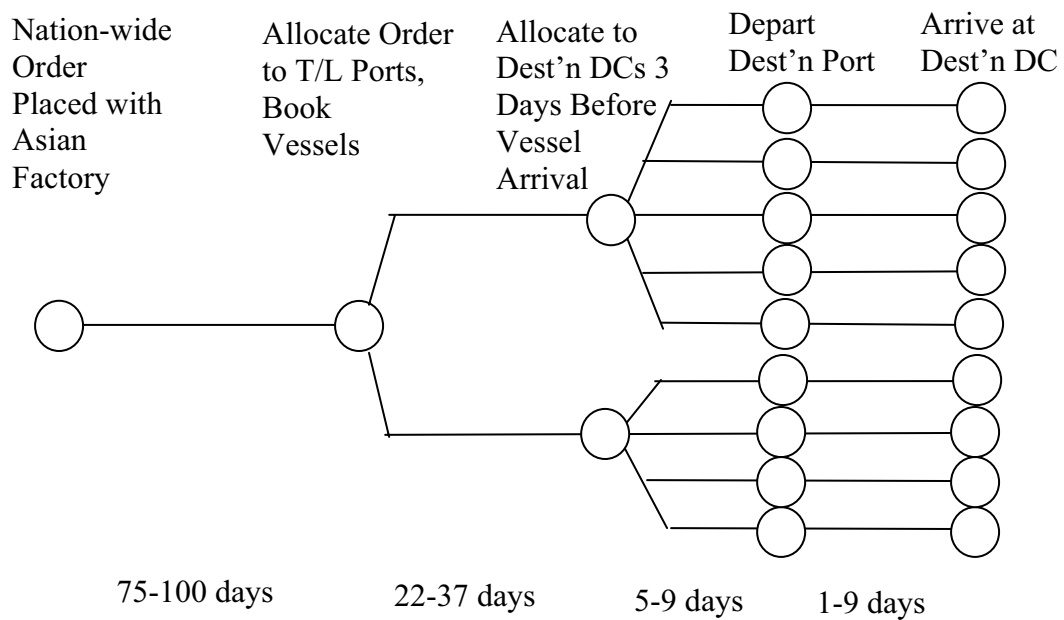 Nation-wide
Order
Placed with
Asian
Factory
Allocate Order
to T/L Ports,
Book
Vessels
Allocate to
Dest'n DCs 3
Days Before
Vessel
Arrival
Depart
Dest'n Port
Arrive at
Dest'n DC
75-100 days
22-37 days
5-9 days
1-9 days